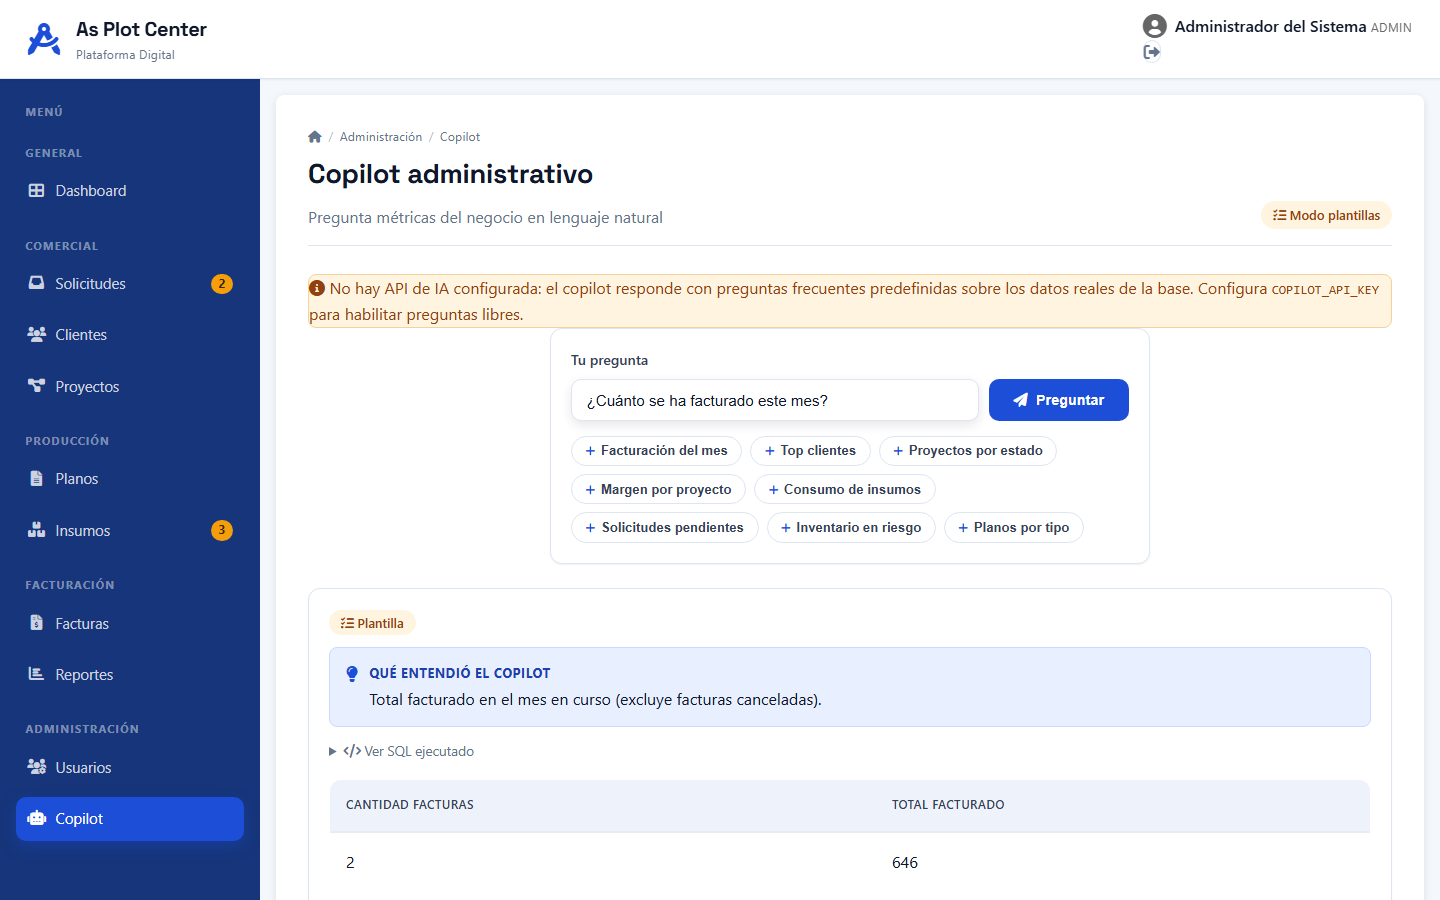 As Plot Center
Plataforma Digital
Administrador del Sistema ADMIN
MENÚ
GENERAL
Dashboard
COMERCIAL
Solicitudes 2
Clientes
Proyectos
PRODUCCIÓN
Planos
Insumos 3
FACTURACIÓN
Facturas
Reportes
ADMINISTRACIÓN
Usuarios
Copilot
/ Administración / Copilot
Copilot administrativo
Pregunta métricas del negocio en lenguaje natural
Modo plantillas
No hay API de IA configurada: el copilot responde con preguntas frecuentes predefinidas sobre los datos reales de la base. Configura COPILOT_API_KEY
para habilitar preguntas libres.
Tu pregunta
¿Cuánto se ha facturado este mes?
Preguntar
+ Facturación del mes + Top clientes + Proyectos por estado
+ Margen por proyecto + Consumo de insumos
+ Solicitudes pendientes + Inventario en riesgo + Planos por tipo
Plantilla
QUÉ ENTENDIÓ EL COPILOT
Total facturado en el mes en curso (excluye facturas canceladas).
</> Ver SQL ejecutado
CANTIDAD FACTURAS TOTAL FACTURADO
2 646